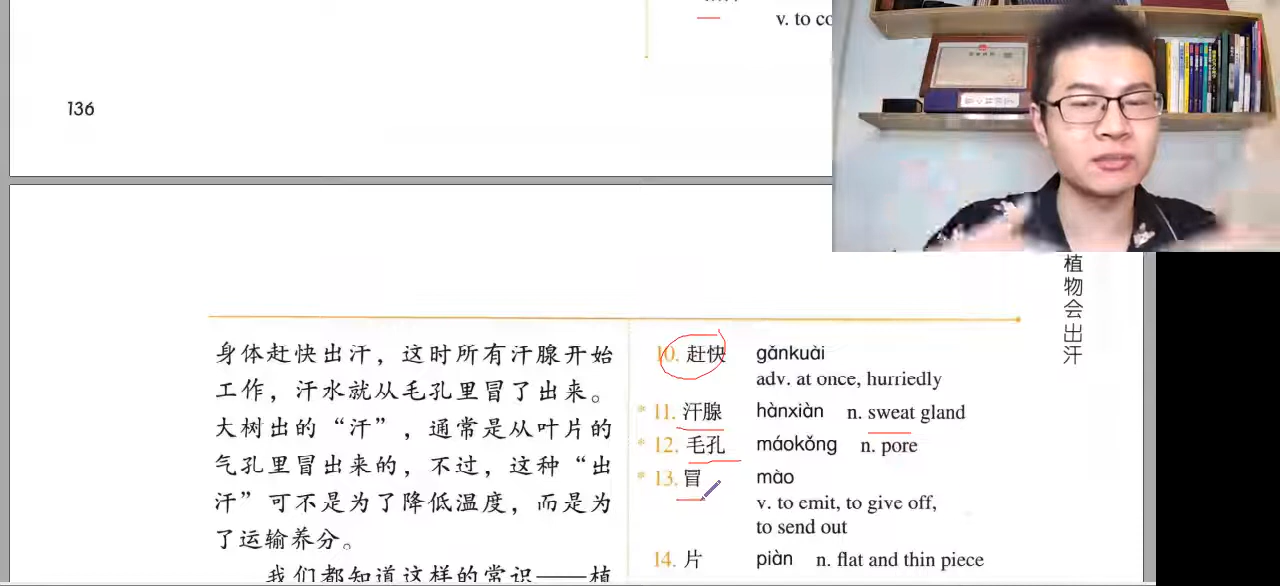 v. to co
136
植物会出汗
身体赶快出汗，这时所有汗腺开始
工作，汗水就从毛孔里冒了出来。
大树出的“汗”，通常是从叶片的
气孔里冒出来的，不过，这种“出
汗”可不是为了降低温度，而是为
了运输养分。
我们都知道这样的常识——植
10. 赶快 gǎnkuài
adv. at once, hurriedly
* 11. 汗腺 hànxiàn n. sweat gland
* 12. 毛孔 máokǒng n. pore
* 13. 冒 mào
v. to emit, to give off,
to send out
14. 片 piàn n. flat and thin piece